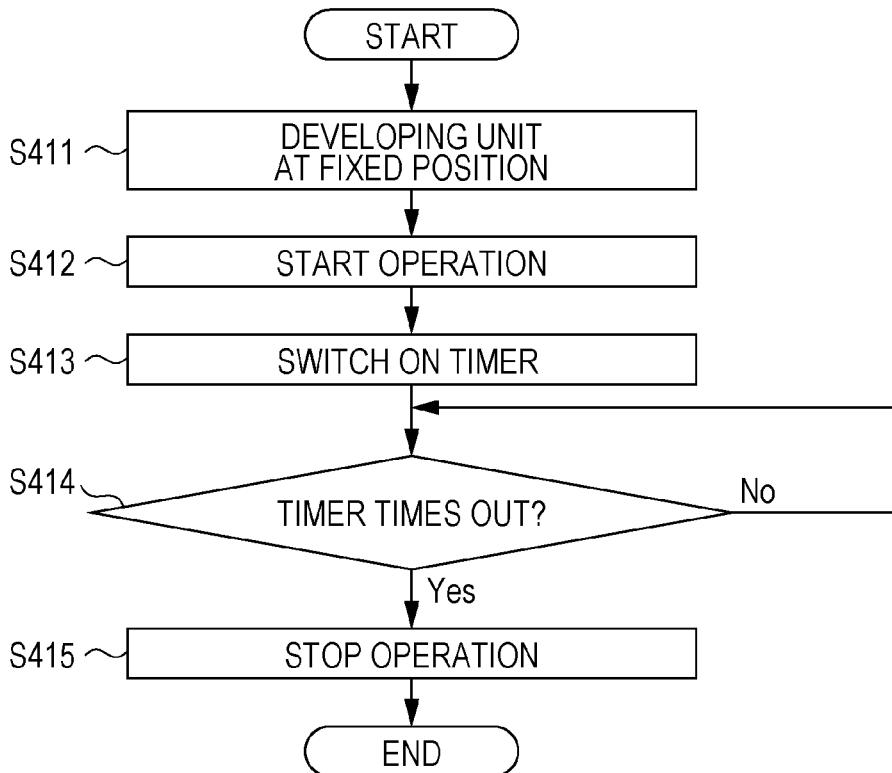 START
S411
DEVELOPING UNIT
AT FIXED POSITION
S412
START OPERATION
S413
SWITCH ON TIMER
S414
TIMER TIMES OUT?
No
Yes
S415
STOP OPERATION
END